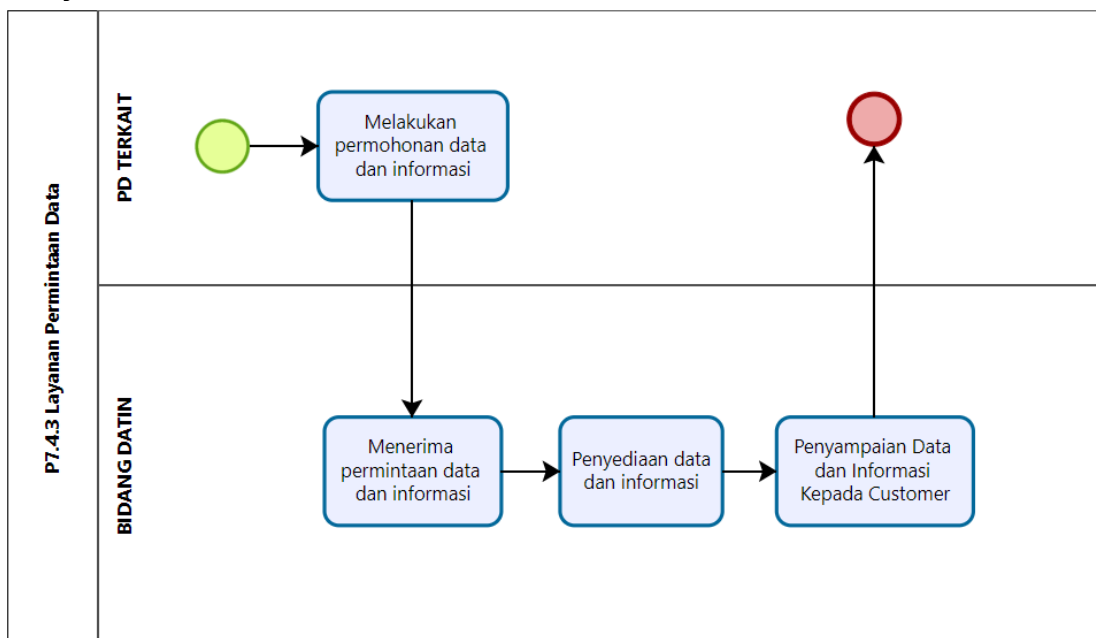 P7.4.3 Layanan Permintaan Data
PD TERKAIT
Melakukan
permohonan data
dan informasi
BIDANG DATIN
Menerima
permintaan data
dan informasi
Penyediaan data
dan informasi
Penyampaian Data
dan Informasi
Kepada Customer